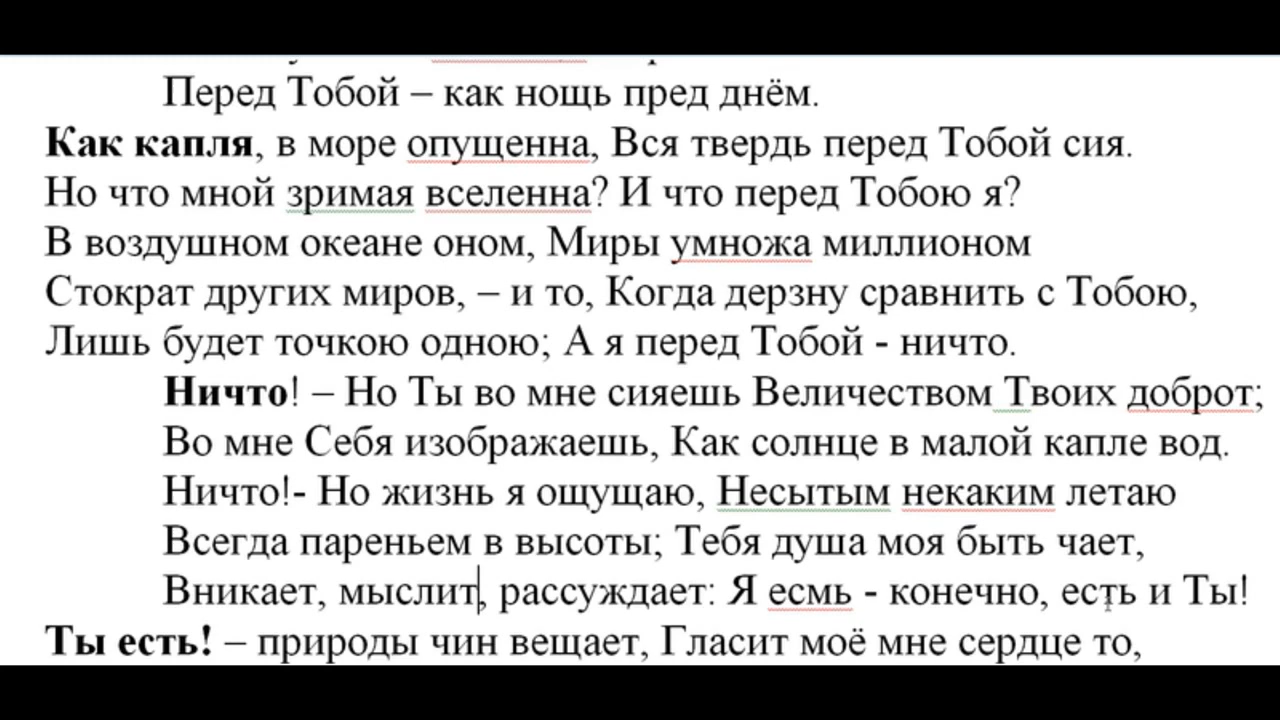 Перед Тобой – как нощь пред днём.
Как капля, в море опущенна, Вся твердь перед Тобой сия.
Но что мной зримая вселенна? И что перед Тобою я?
В воздушном океане оном, Миры умножа миллионом
Стократ других миров, – и то, Когда дерзну сравнить с Тобою,
Лишь будет точкою одною; А я перед Тобой - ничто.
Ничто! – Но Ты во мне сияешь Величеством Твоих доброт;
Во мне Себя изображаешь, Как солнце в малой капле вод.
Ничто!- Но жизнь я ощущаю, Несытым некаким летаю
Всегда пареньем в высоты; Тебя душа моя быть чает,
Вникает, мыслит, рассуждает: Я есмь - конечно, есть и Ты!
Ты есть! – природы чин вещает, Гласит моё мне сердце то,